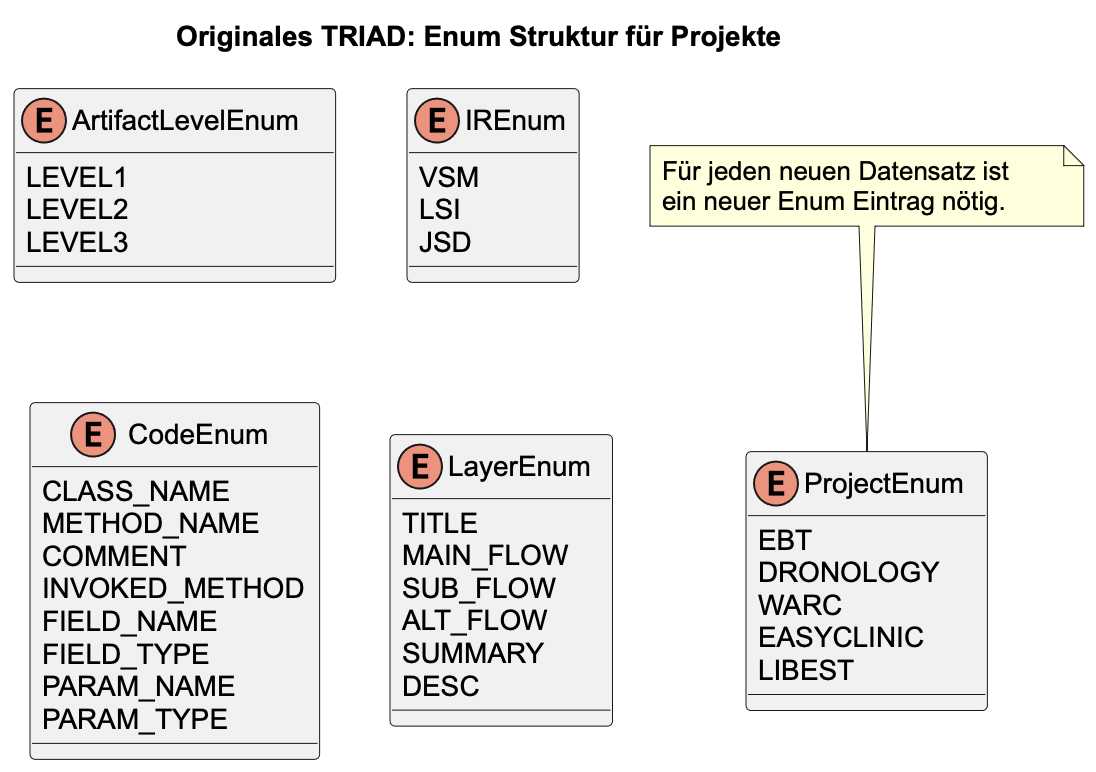 Originales TRIAD: Enum Struktur für Projekte
E ArtifactLevelEnum
LEVEL1
LEVEL2
LEVEL3
E IREnum
VSM
LSI
JSD
Für jeden neuen Datensatz ist
ein neuer Enum Eintrag nötig.
E CodeEnum
CLASS_NAME
METHOD_NAME
COMMENT
INVOKED_METHOD
FIELD_NAME
FIELD_TYPE
PARAM_NAME
PARAM_TYPE
E LayerEnum
TITLE
MAIN_FLOW
SUB_FLOW
ALT_FLOW
SUMMARY
DESC
E ProjectEnum
EBT
DRONOLOGY
WARC
EASYCLINIC
LIBEST